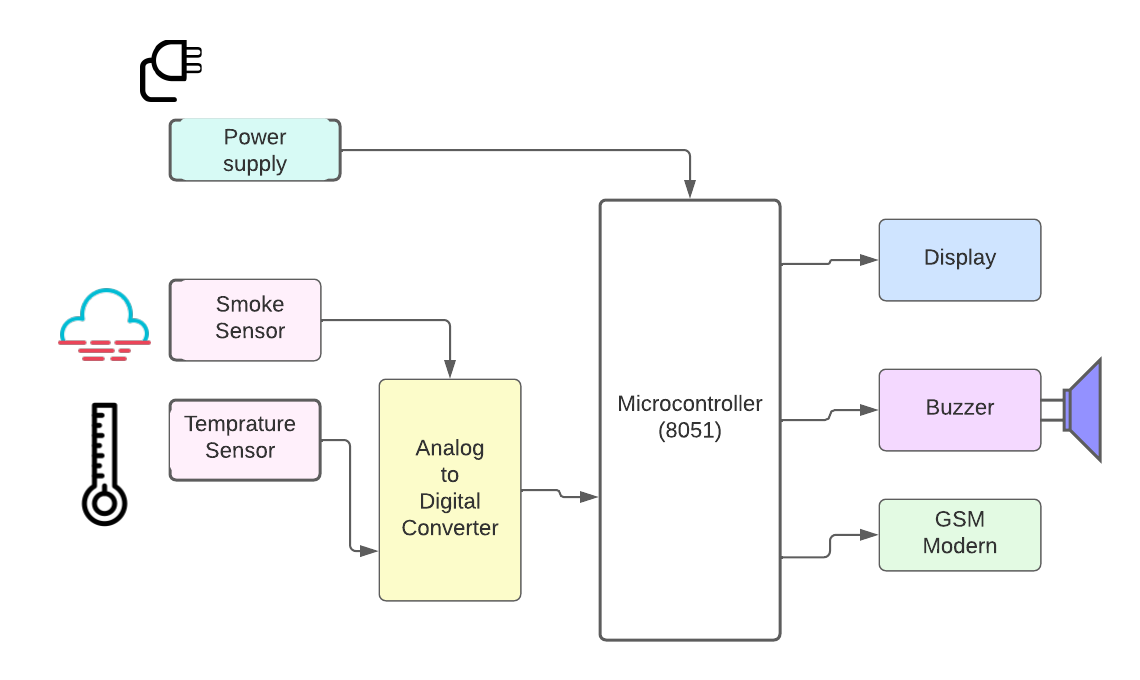 Power
supply
Smoke
Sensor
Temprature
Sensor
Analog
to
Digital
Converter
Microcontroller
(8051)
Display
Buzzer
GSM
Modern